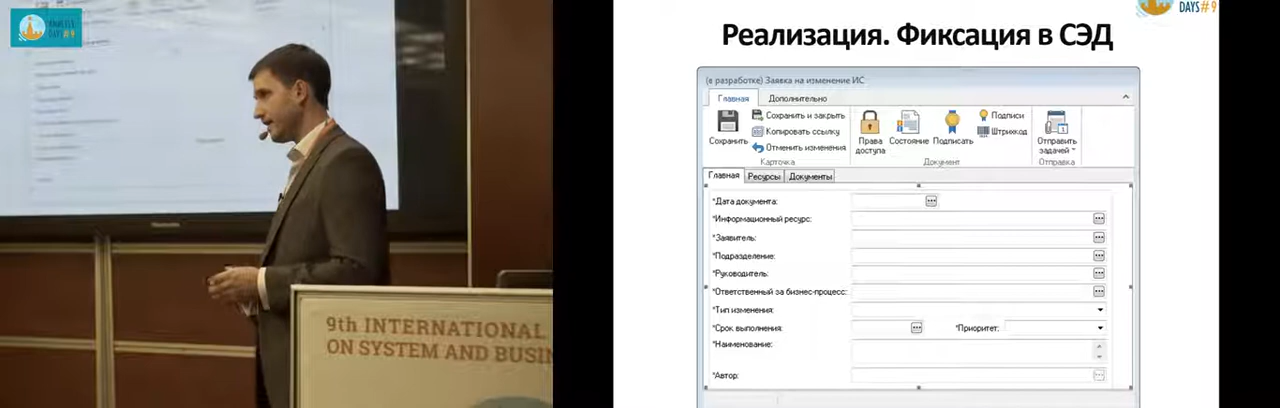 ANALYST
DAYS #9
9th INTERNATIONAL
ON SYSTEM AND BUSIN
DAYS#9
Реализация. Фиксация в СЭД
(в разработке) Заявка на изменение ИС
Главная Дополнительно
Сохранить
Сохранить и закрыть
Копировать ссылку
Отменить изменения
Карточка
Права доступа
Состояние
Подписать
Подписи
Штрихкод
Документ
Отправить задачей
Отправка
Главная Ресурсы Документы
*Дата документа:
*Информационный ресурс:
*Заявитель:
*Подразделение:
*Руководитель:
*Ответственный за бизнес-процесс:
*Тип изменения:
*Срок выполнения: *Приоритет:
*Наименование:
*Автор: